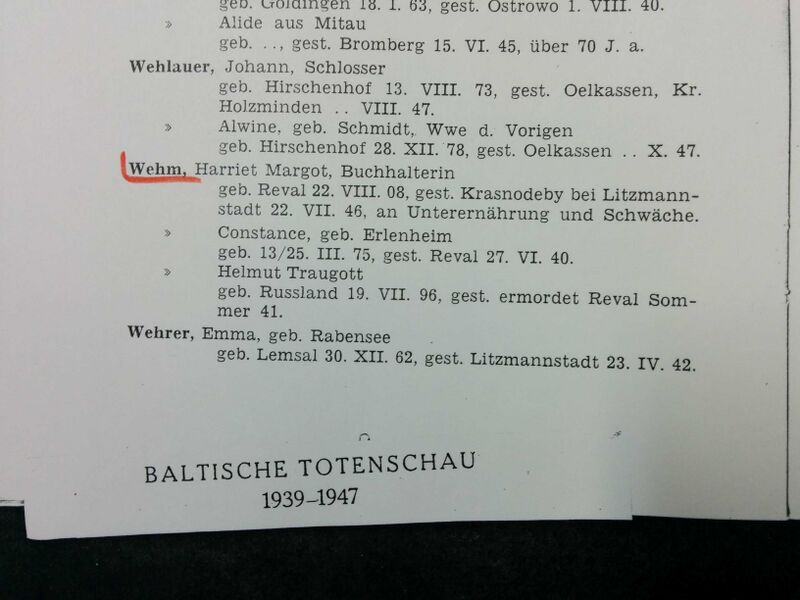 geb. Goldingen 18. I. 63, gest. Ostrowo 1. VIII. 40.
» Alide aus Mitau
geb. .., gest. Bromberg 15. VI. 45, über 70 J. a.
Wehlauer, Johann, Schlosser
geb. Hirschenhof 13. VIII. 73, gest. Oelkassen, Kr.
Holzminden .. VIII. 47.
» Alwine, geb. Schmidt, Wwe d. Vorigen
geb. Hirschenhof 28. XII. 78, gest. Oelkassen .. X. 47.
Wehm, Harriet Margot, Buchhalterin
geb. Reval 22. VIII. 08, gest. Krasnodeby bei Litzmann-
stadt 22. VII. 46, an Unterernährung und Schwäche.
» Constance, geb. Erlenheim
geb. 13/25. III. 75, gest. Reval 27. VI. 40.
» Helmut Traugott
geb. Russland 19. VII. 96, gest. ermordet Reval Som-
mer 41.
Wehrer, Emma, geb. Rabensee
geb. Lemsal 30. XII. 62, gest. Litzmannstadt 23. IV. 42.
BALTISCHE TOTENSCHAU
1939–1947